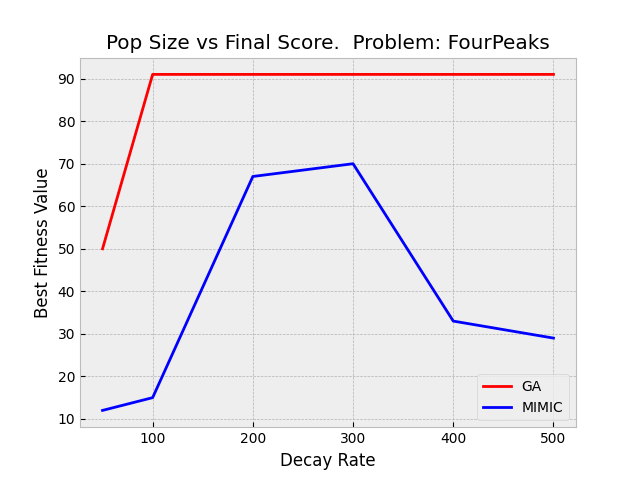 Pop Size vs Final Score.  Problem: FourPeaks
Best Fitness Value
90
80
70
60
50
40
30
20
10
100 200 300 400 500
Decay Rate
GA
MIMIC